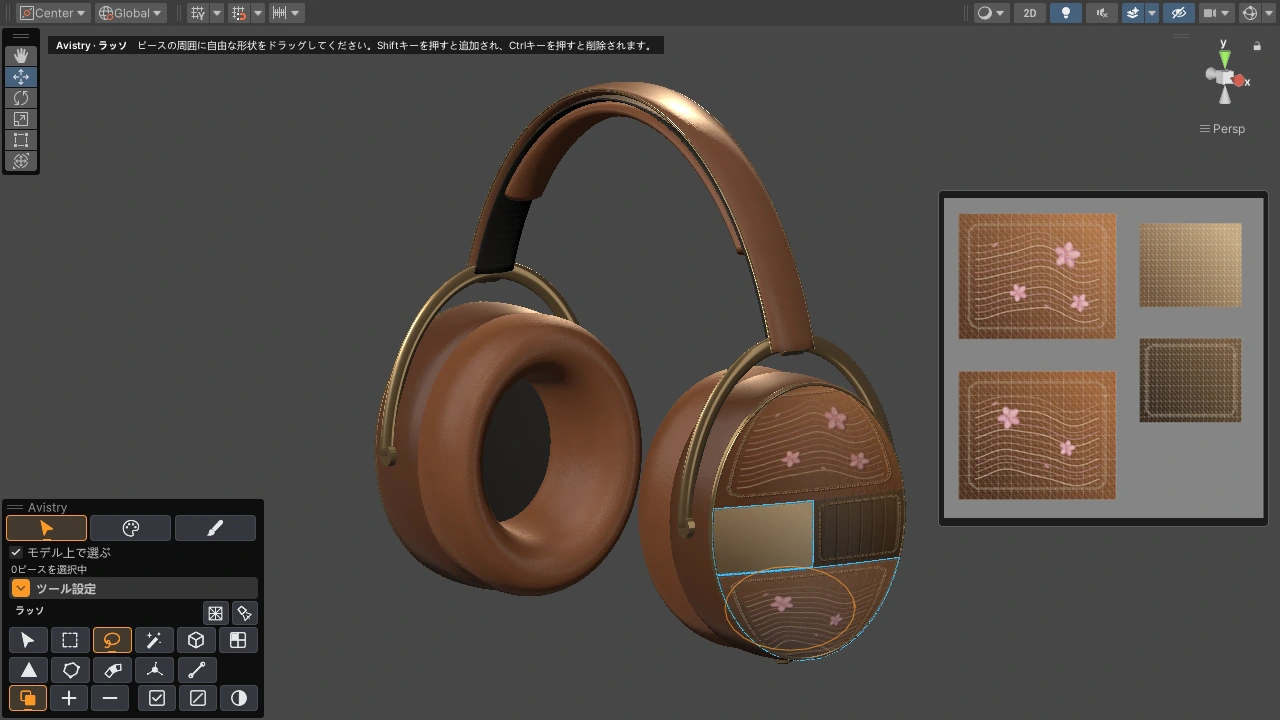 Center
Global
2D
Avistry · ラッソ ピースの周囲に自由な形状をドラッグしてください。Shiftキーを押すと追加され、Ctrlキーを押すと削除されます。
y
x
Persp
Avistry
モデル上で選ぶ
0ピースを選択中
ツール設定
ラッソ